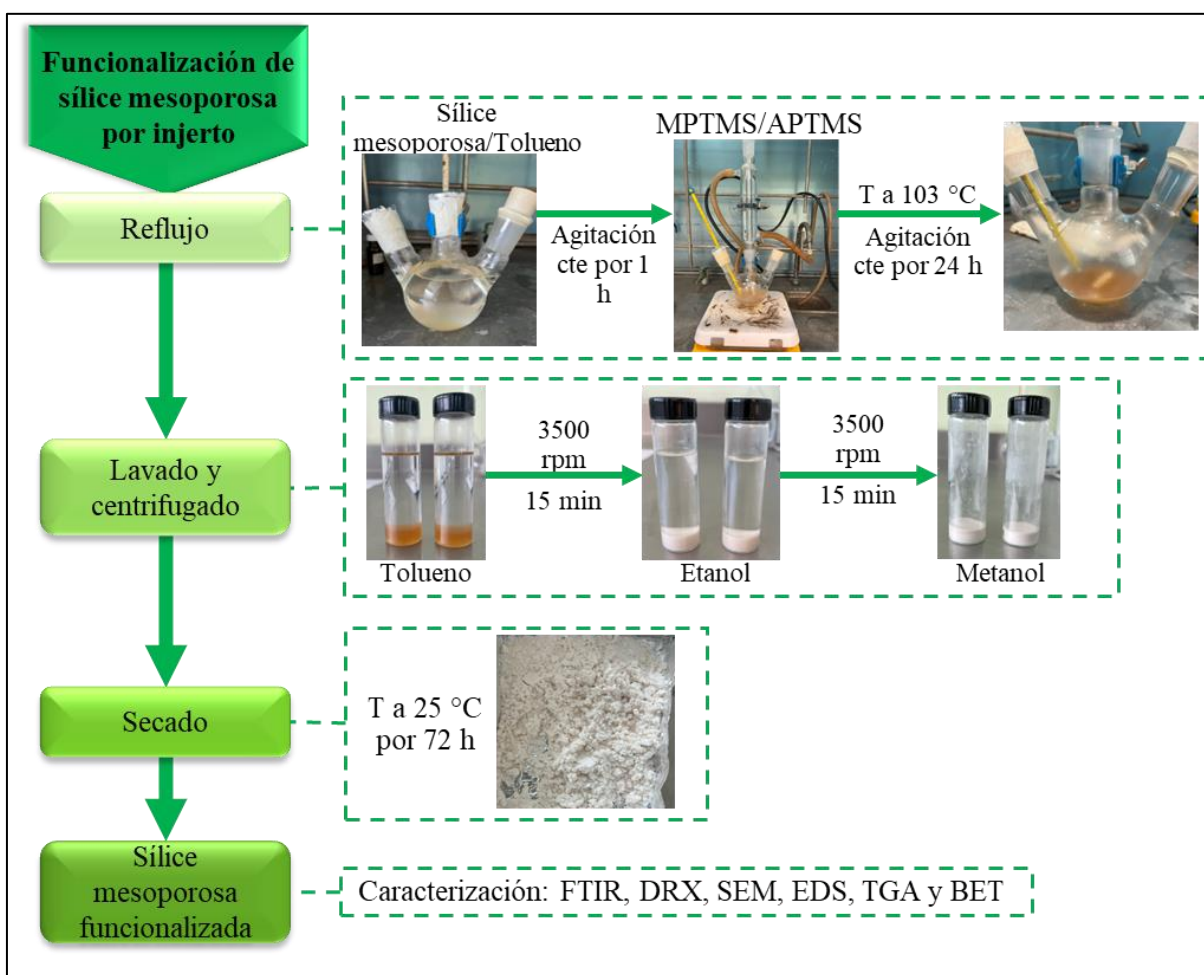 Funcionalización de
sílice mesoporosa
por injerto
Reflujo
Sílice
mesoporosa/Tolueno
Agitación
cte por 1
h
MPTMS/APTMS
T a 103 °C
Agitación
cte por 24 h
Lavado y
centrifugado
3500
rpm
15 min
3500
rpm
15 min
Tolueno
Etanol
Metanol
Secado
T a 25 °C
por 72 h
Sílice
mesoporosa
funcionalizada
Caracterización: FTIR, DRX, SEM, EDS, TGA y BET